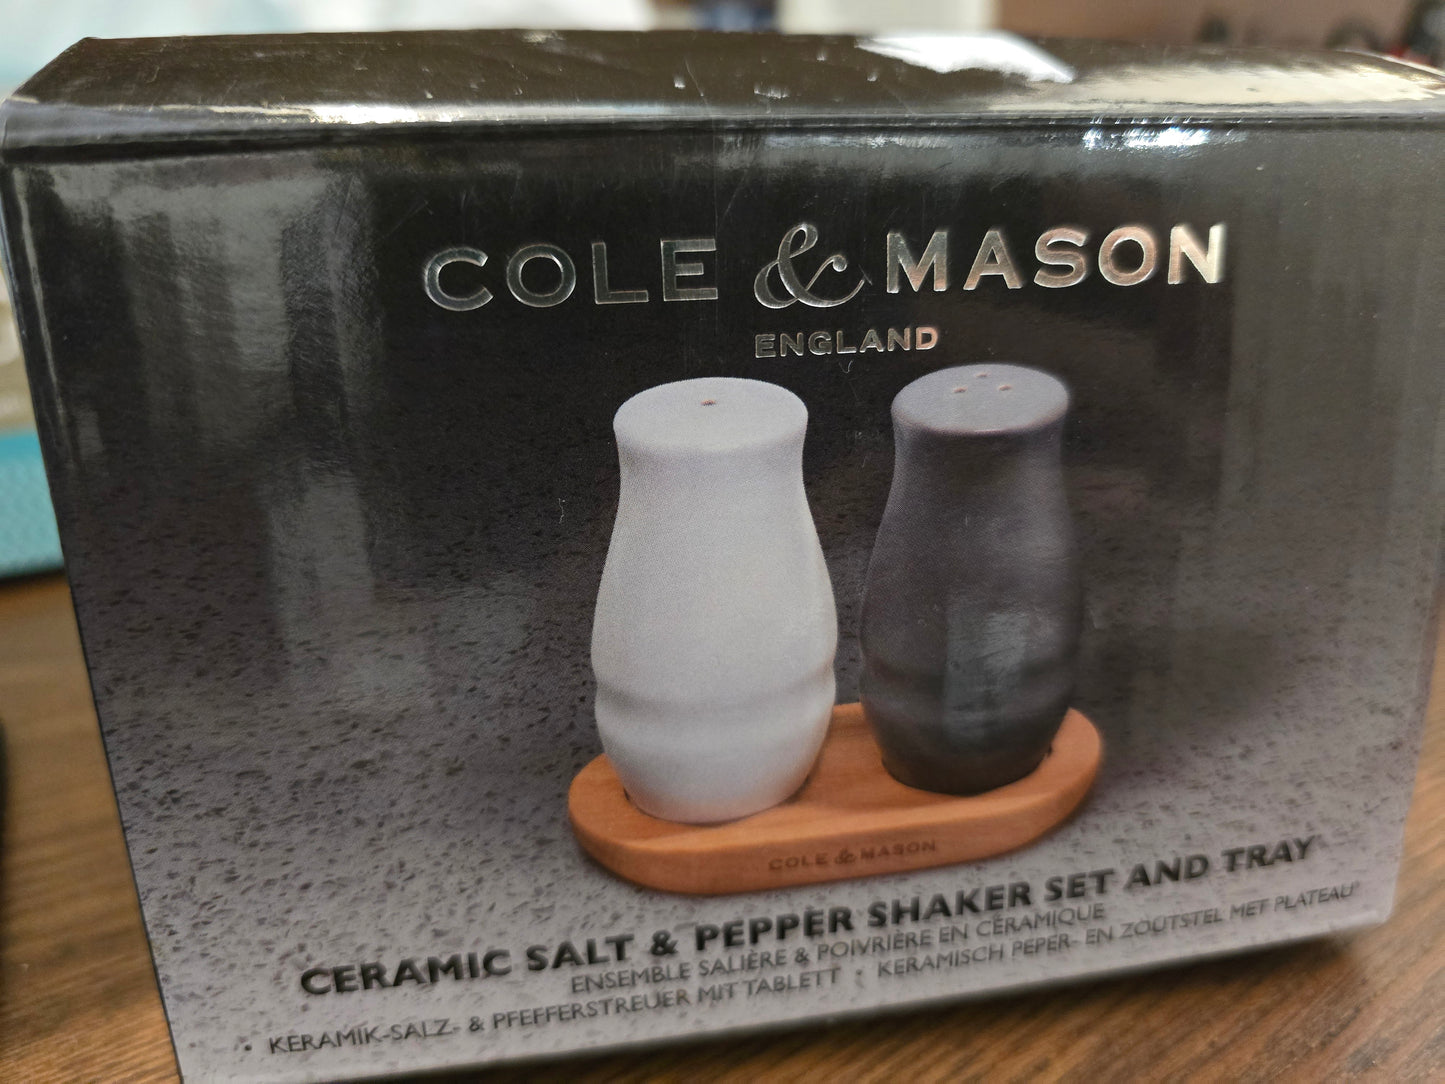 COLE & MASON
ENGLAND
COLE & MASON
CERAMIC SALT & PEPPER SHAKER SET AND TRAY
ENSEMBLE SALIÈRE & POIVRIÈRE EN CÉRAMIQUE
• KERAMIK-SALZ- & PFEFFERSTREUER MIT TABLETT • KERAMISCH PEPER- EN ZOUTSTEL MET PLATEAU